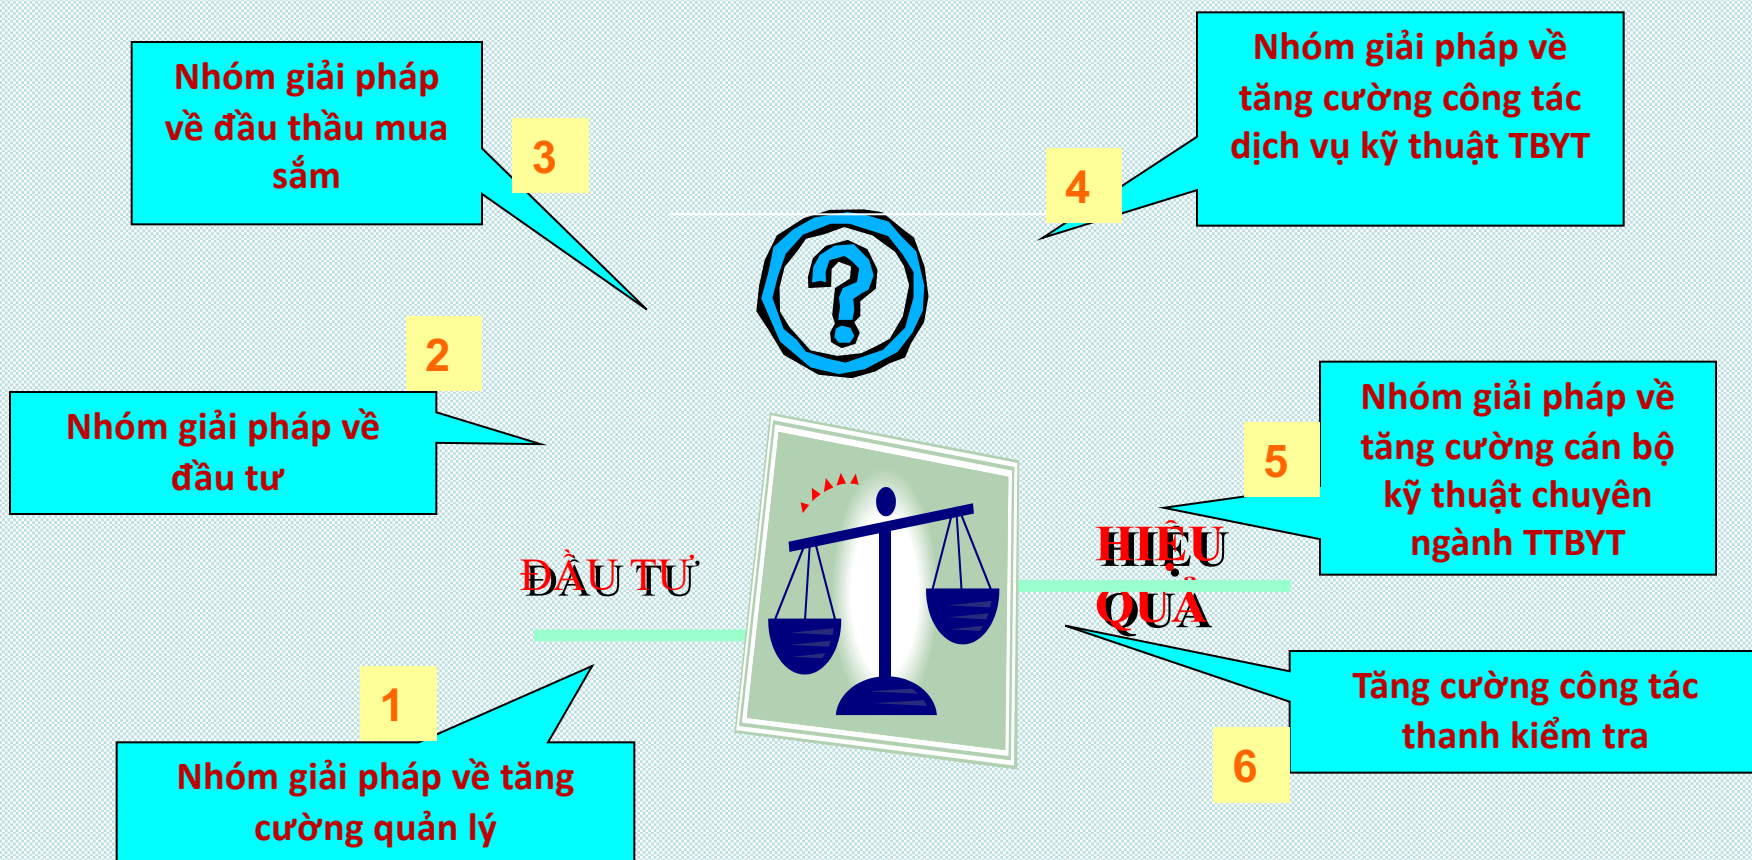 Nhóm giải pháp
về đầu thầu mua
sắm
3
Nhóm giải pháp về
tăng cường công tác
dịch vụ kỹ thuật TBYT
4
2
Nhóm giải pháp về
đầu tư
Nhóm giải pháp về
tăng cường cán bộ
kỹ thuật chuyên
ngành TTBYT
5
ĐẦU TƯ
HIỆU
QUẢ
1
Nhóm giải pháp về tăng
cường quản lý
Tăng cường công tác
thanh kiểm tra
6